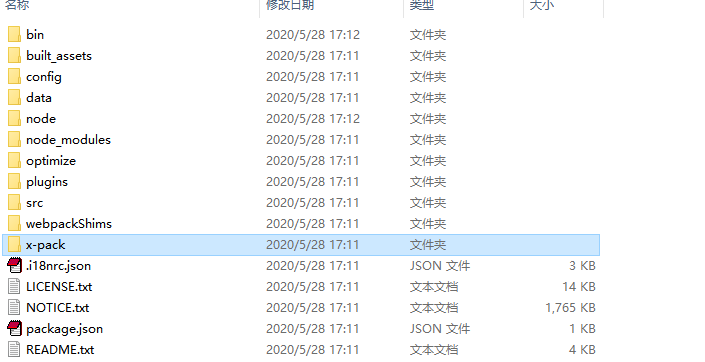 名称 修改日期 类型 大小
bin 2020/5/28 17:12 文件夹
built_assets 2020/5/28 17:11 文件夹
config 2020/5/28 17:11 文件夹
data 2020/5/28 17:11 文件夹
node 2020/5/28 17:12 文件夹
node_modules 2020/5/28 17:11 文件夹
optimize 2020/5/28 17:11 文件夹
plugins 2020/5/28 17:11 文件夹
src 2020/5/28 17:11 文件夹
webpackShims 2020/5/28 17:11 文件夹
x-pack 2020/5/28 17:11 文件夹
.i18nrc.json 2020/5/28 17:11 JSON 文件 3 KB
LICENSE.txt 2020/5/28 17:11 文本文档 14 KB
NOTICE.txt 2020/5/28 17:11 文本文档 1,765 KB
package.json 2020/5/28 17:11 JSON 文件 1 KB
README.txt 2020/5/28 17:11 文本文档 4 KB